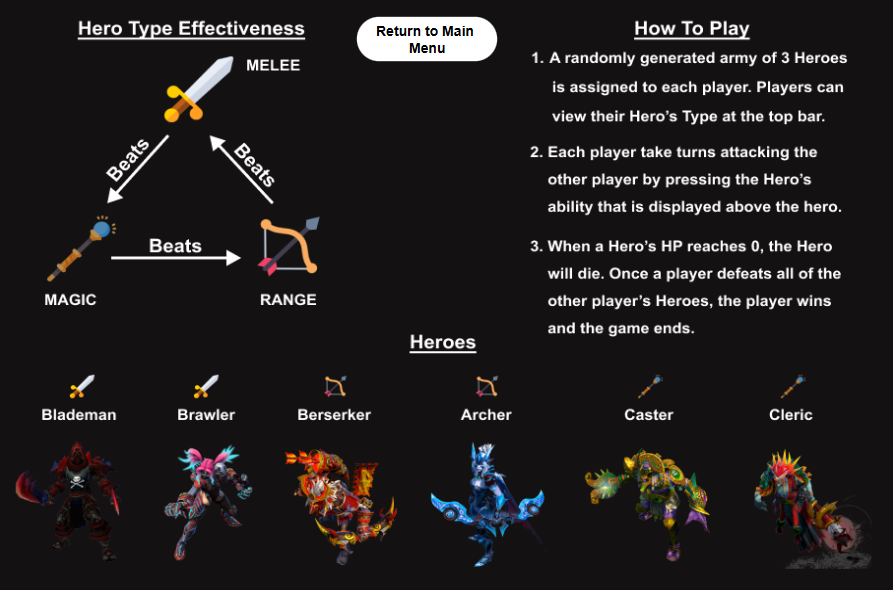 Hero Type Effectiveness
MELEE
Beats
Beats
Beats
MAGIC
RANGE
Return to Main
Menu
How To Play
1. A randomly generated army of 3 Heroes
is assigned to each player. Players can
view their Hero's Type at the top bar.
2. Each player take turns attacking the
other player by pressing the Hero's
ability that is displayed above the hero.
3. When a Hero's HP reaches 0, the Hero
will die. Once a player defeats all of the
other player's Heroes, the player wins
and the game ends.
Heroes
Blademan
Brawler
Berserker
Archer
Caster
Cleric